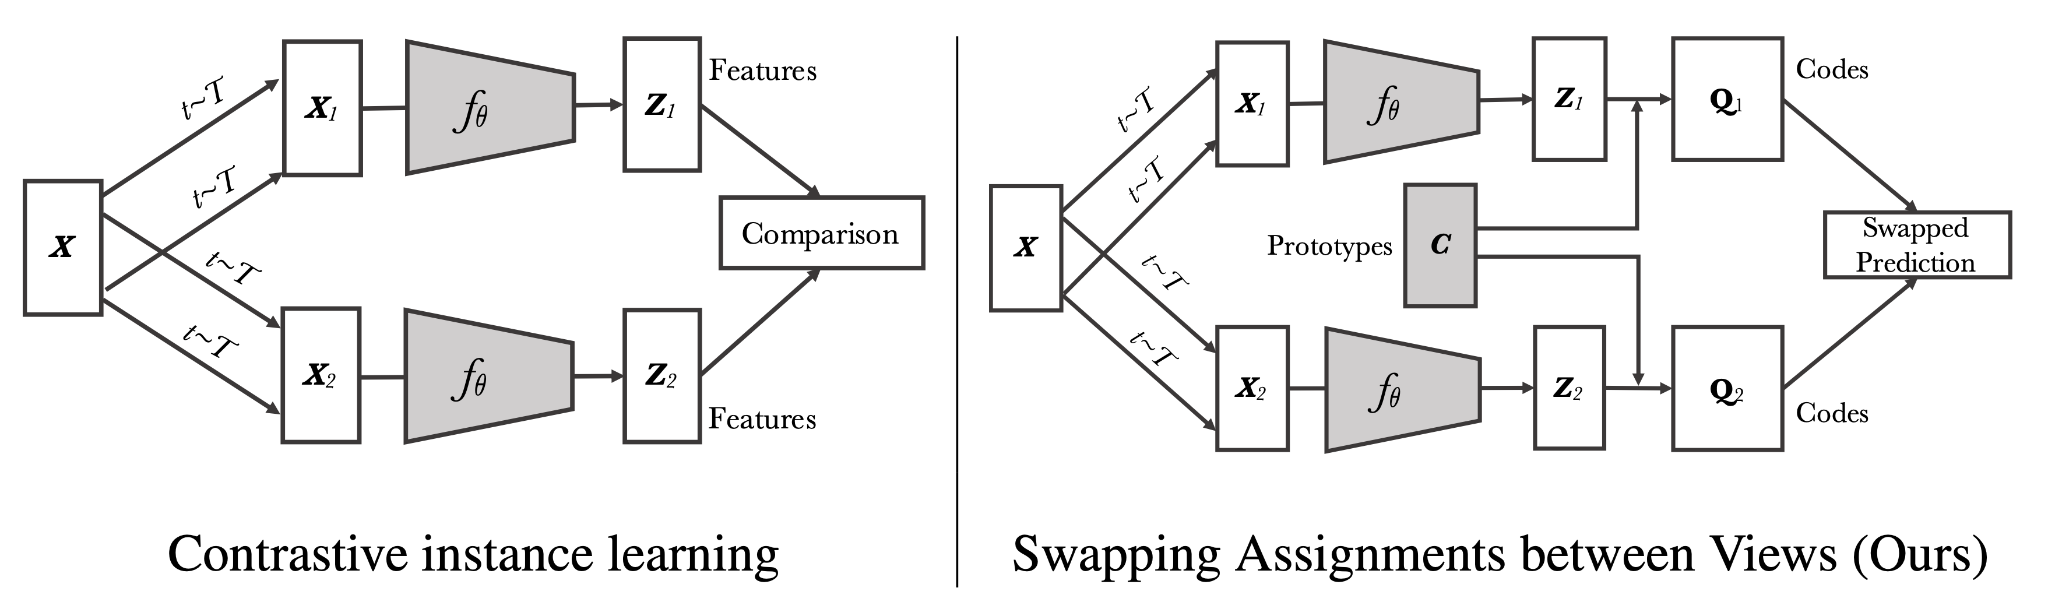 t~T
X1
fθ
Z1
Features
t~T
X
Comparison
t~T
t~T
X2
fθ
Z2
Features
Contrastive instance learning
t~T
X1
fθ
Z1
Q1
Codes
t~T
X
Prototypes
C
Swapped
Prediction
t~T
t~T
X2
fθ
Z2
Q2
Codes
Swapping Assignments between Views (Ours)